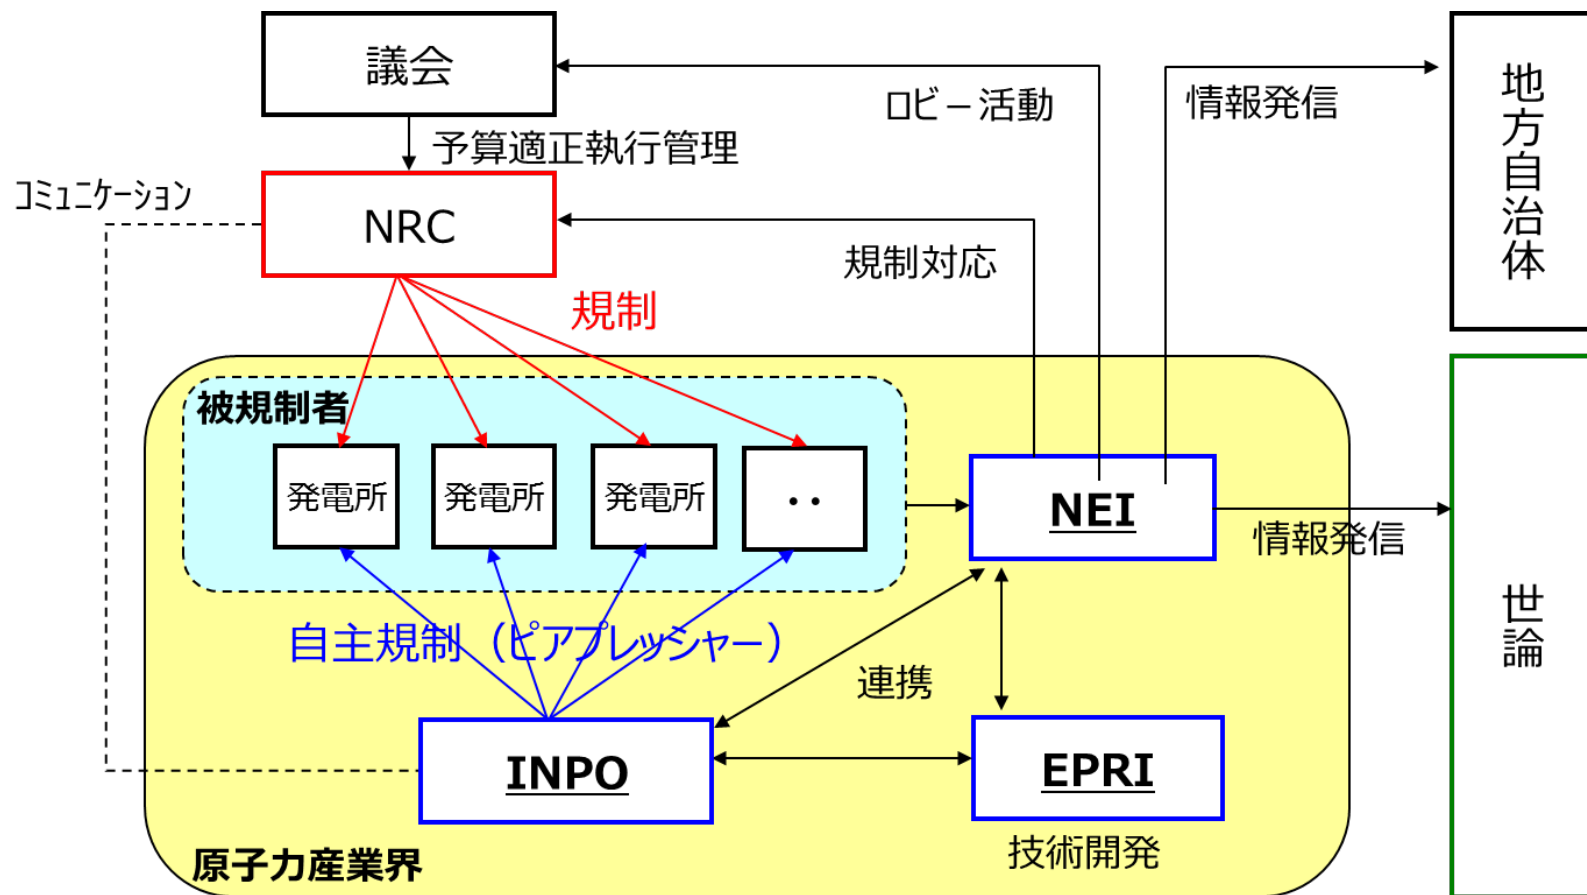 議会
ロビー活動
情報発信
地方自治体
予算適正執行管理
コミュニケーション
NRC
規制対応
規制
被規制者
発電所
発電所
発電所
・・
NEI
情報発信
世論
自主規制（ピアプレッシャー）
連携
INPO
EPRI
技術開発
原子力産業界